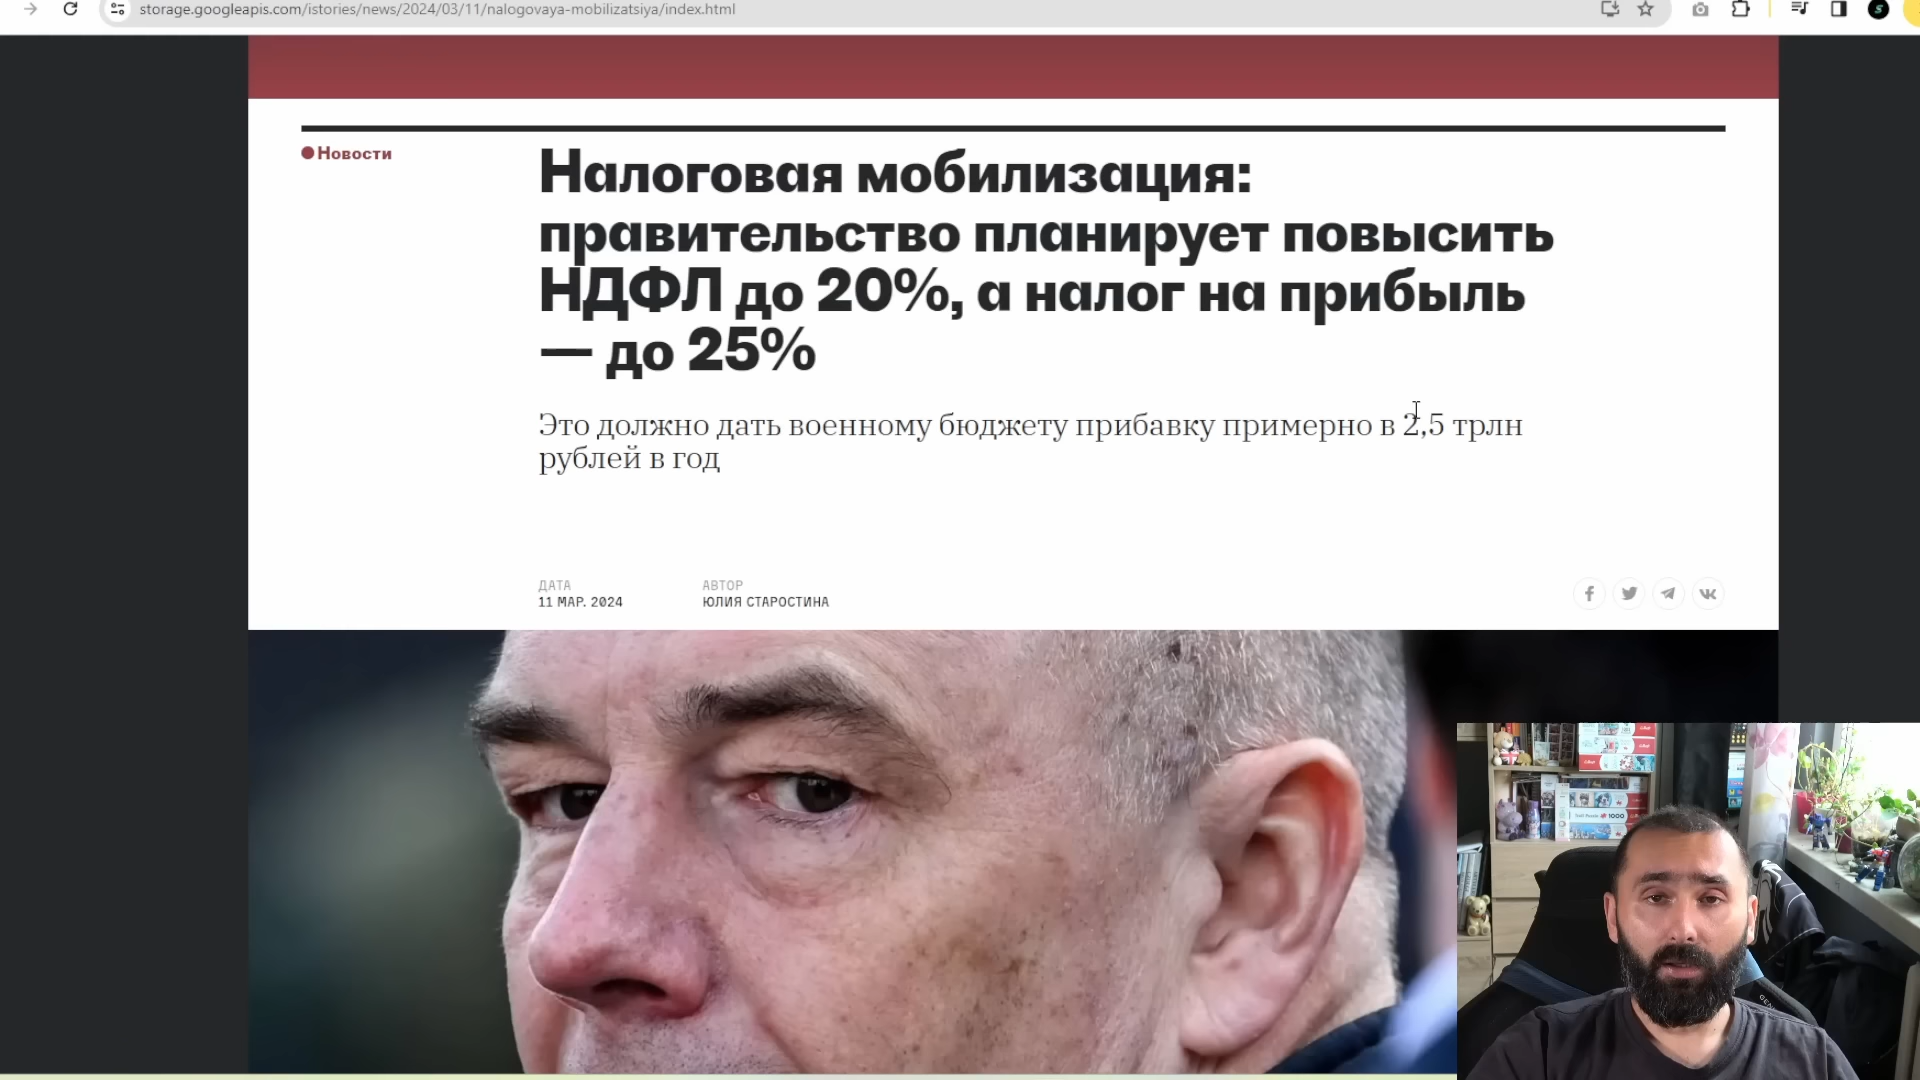 storage.googleapis.com/istories/news/2024/03/11/nalogovaya-mobilizatsiya/index.html
Новости
Налоговая мобилизация:
правительство планирует повысить
НДФЛ до 20%, а налог на прибыль
— до 25%
Это должно дать военному бюджету прибавку примерно в 2,5 трлн
рублей в год
ДАТА
11 МАР. 2024
АВТОР
ЮЛИЯ СТАРОСТИНА
1000